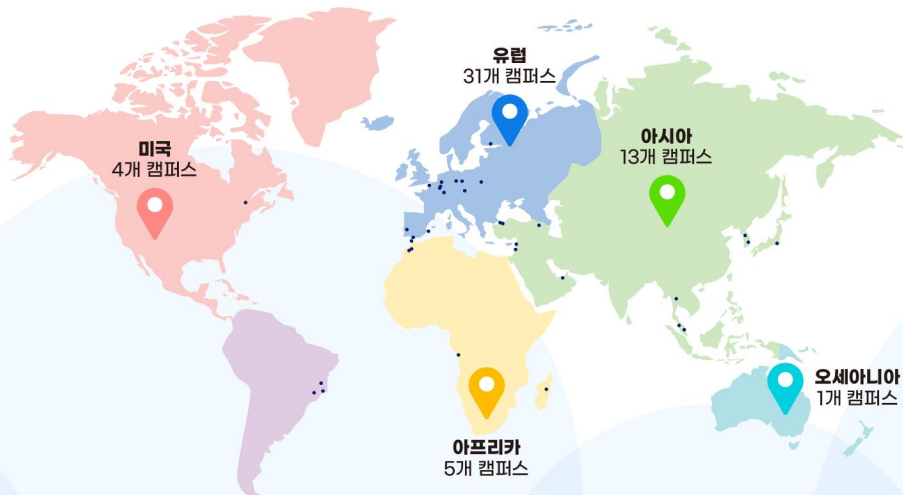 유럽
31개 캠퍼스
아시아
13개 캠퍼스
미국
4개 캠퍼스
오세아니아
1개 캠퍼스
아프리카
5개 캠퍼스